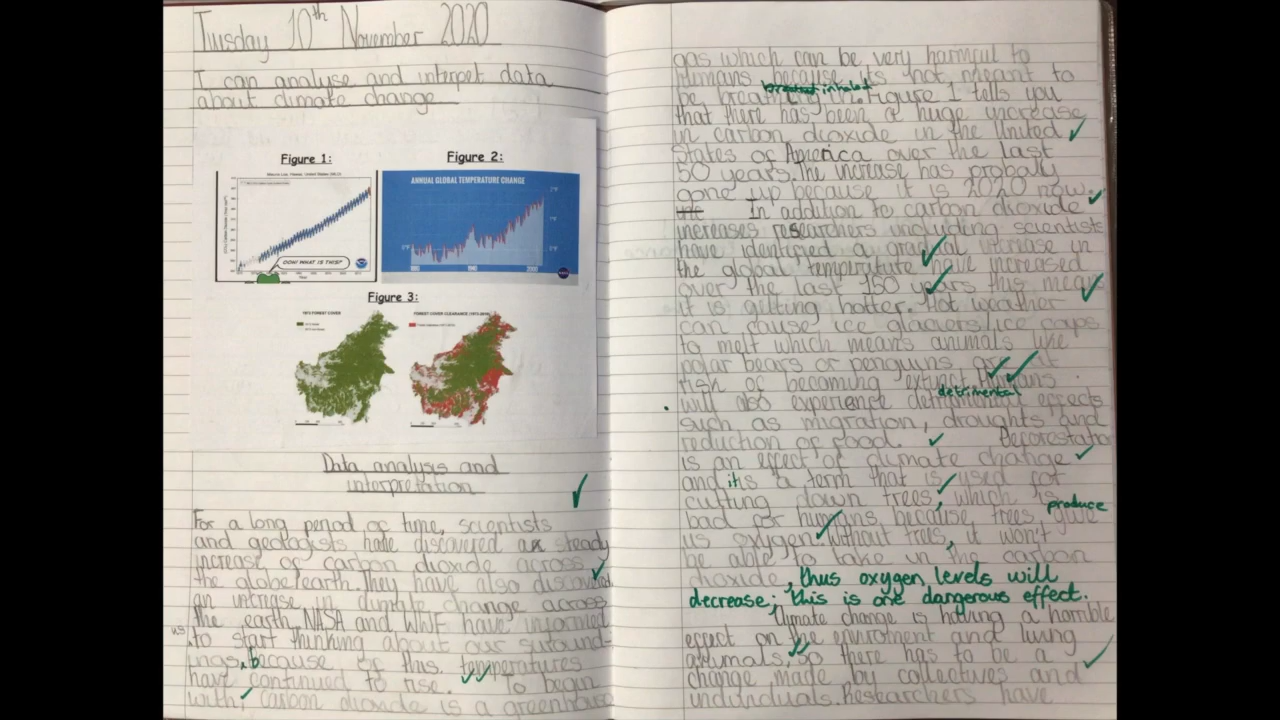 Tuesday 10th November 2020
I can analyse and interpret data
about climate change
Figure 1:
Figure 2:
ANNUAL GLOBAL TEMPERATURE CHANGE
OOH! WHAT IS THIS?
Figure 3:
1973 FOREST COVER
Data analysis and
interpretation
For a long period of time, scientists
and geologists have discovered a steady
increase of carbon dioxide across
the globe/earth. They have also discovered
an increase in climate change across
the earth. NASA and WWF have informed
us
to start thinking about our surround-
ings, because of this temperatures
have continued to rise. To begin
with, carbon dioxide is a greenhouse
gas which can be very harmful to
humans because its not meant to
inhaled
be breathing in. Figure 1 tells you
that there has been a huge increase
in carbon dioxide in the United
States of America over the last
50 years. The increase has probaly
gone up because it is 2020 now.
In addition to carbon dioxide
increases researchers including scientists
have identified a gradual increase in
the global temperature have increased
over the last 150 years this means
it is getting hotter. Hot weather
can cause ice glaciers/ice caps
to melt which means animals like
polar bears or penguins are at
risk of becoming extinct. Humans
detrimental
will also experience effects
such as migration, droughts and
reduction of food. Deforestation
is an effect of climate change
and it is a term that is used for
cutting down trees, which is
produce
bad for humans, because trees give
us oxygen. Without trees, it won't
be able to take in the carbon
dioxide, thus oxygen levels will
decrease; this is one dangerous effect.
Climate change is having a horrible
effect on the enviroment and living
animals, so there has to be a
change made by collectives and
individuals. Researchers have